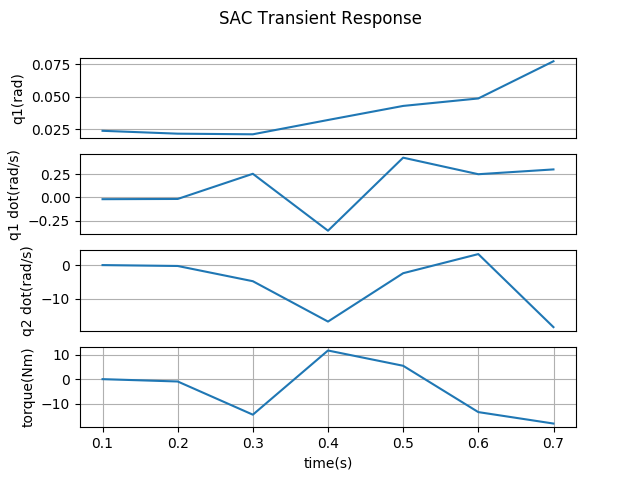 SAC Transient Response
q1(rad)
0.075
0.050
0.025
q1 dot(rad/s)
0.25
0.00
−0.25
q2 dot(rad/s)
0
−10
torque(Nm)
10
0
−10
0.1 0.2 0.3 0.4 0.5 0.6 0.7
time(s)